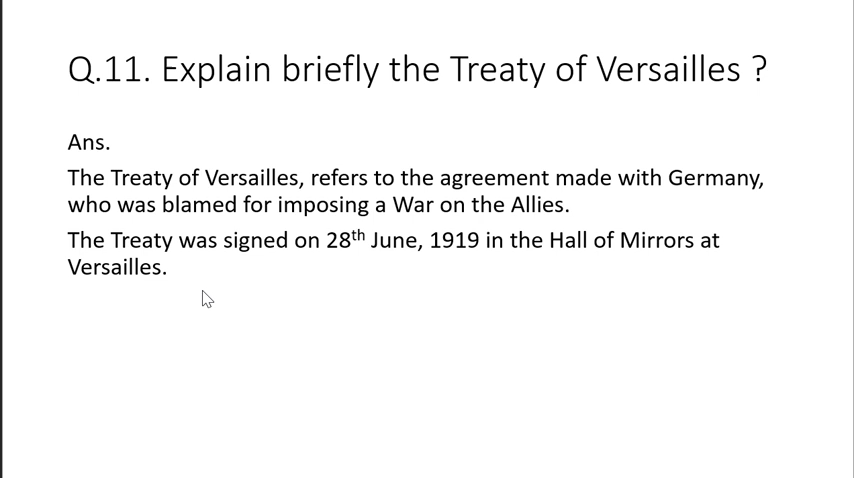 Q.11. Explain briefly the Treaty of Versailles ?
Ans.
The Treaty of Versailles, refers to the agreement made with Germany,
who was blamed for imposing a War on the Allies.
The Treaty was signed on 28th June, 1919 in the Hall of Mirrors at
Versailles.